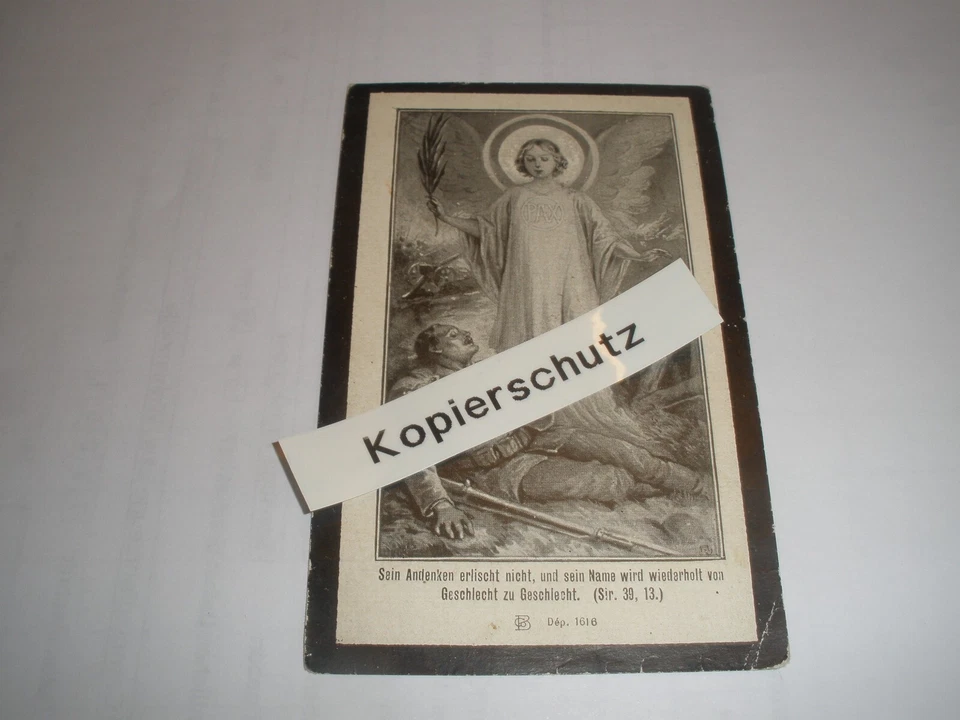 PAX
Kopierschutz
Sein Andenken erlischt nicht, und sein Name wird wiederholt von
Geschlecht zu Geschlecht. (Sir. 39, 13.)
Dép. 1616